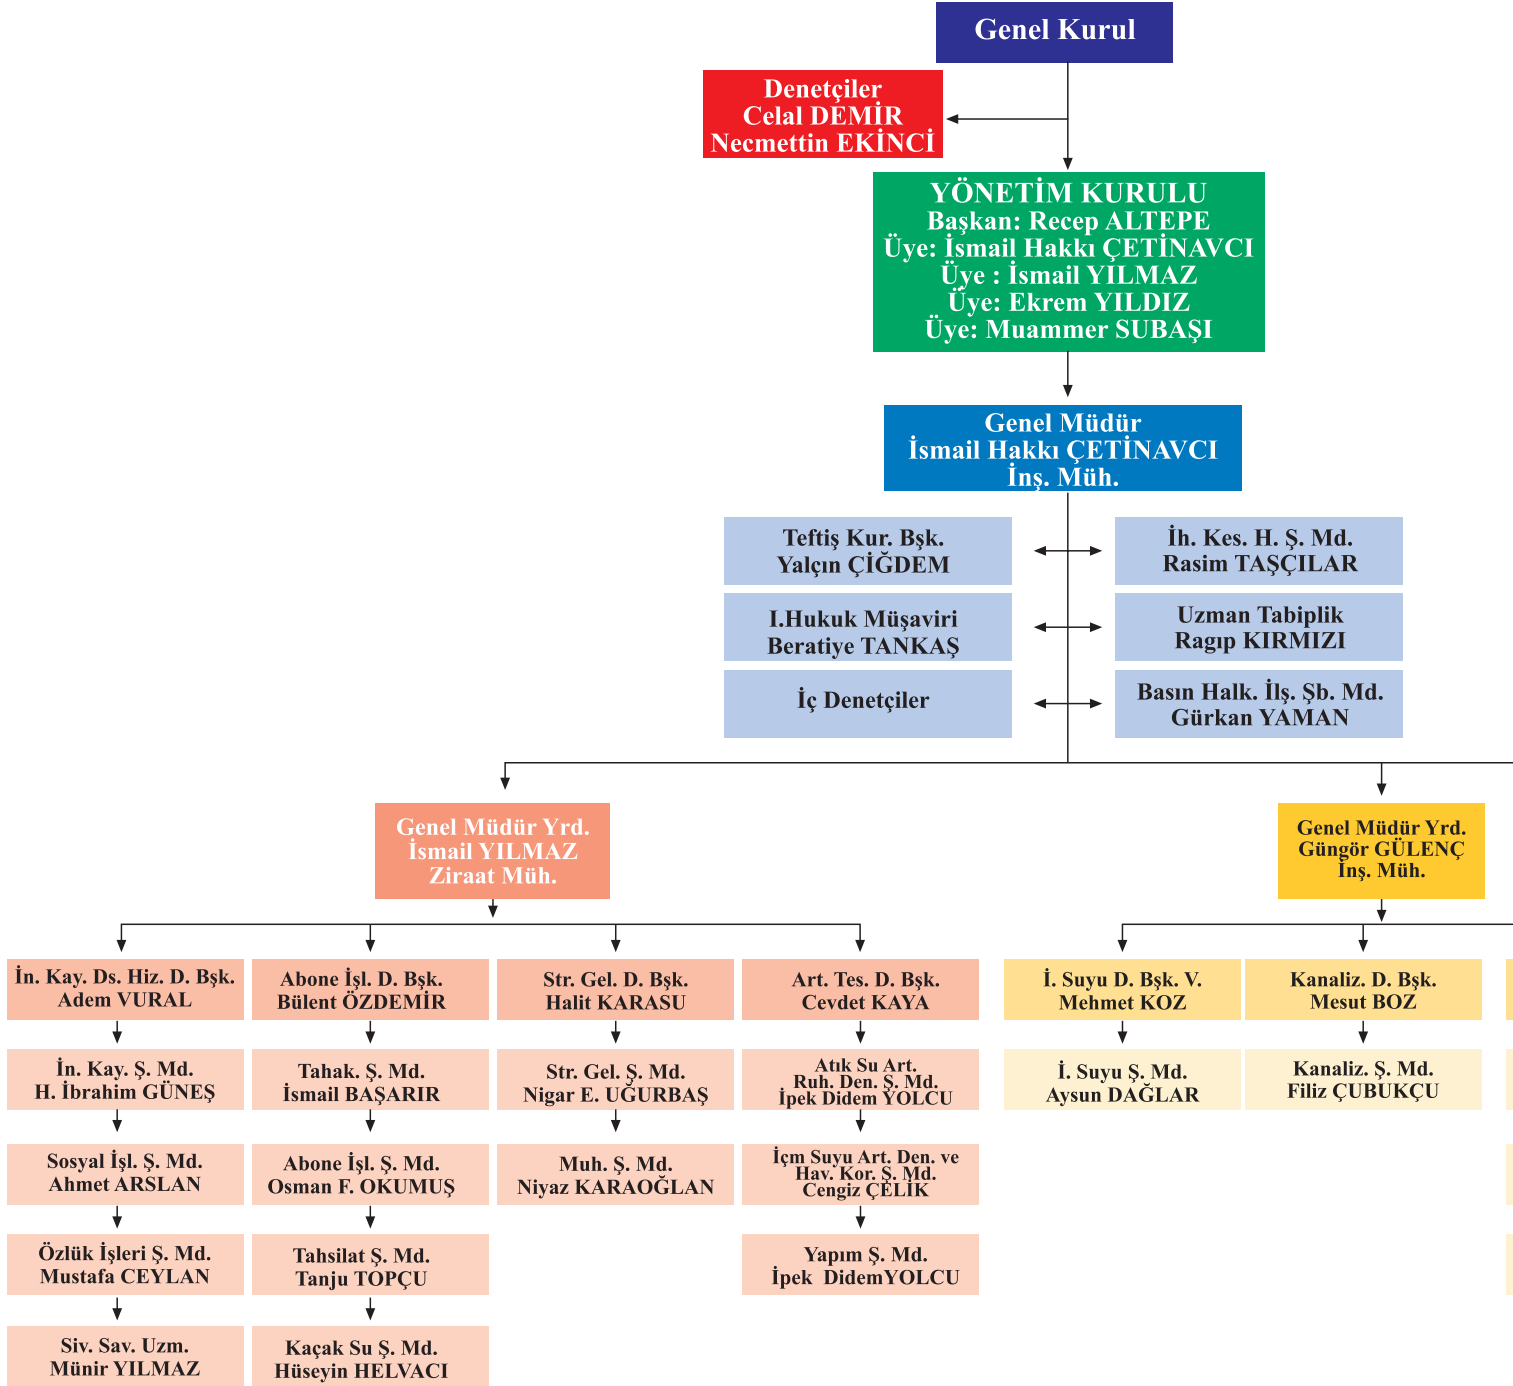 Genel Kurul
Denetçiler
Celal DEMİR
Necmettin EKİNCİ
YÖNETİM KURULU
Başkan: Recep ALTEPE
Üye: İsmail Hakkı ÇETİNAVCI
Üye : İsmail YILMAZ
Üye: Ekrem YILDIZ
Üye: Muammer SUBAŞI
Genel Müdür
İsmail Hakkı ÇETİNAVCI
İnş. Müh.
Teftiş Kur. Bşk.
Yalçın ÇİĞDEM
İh. Kes. H. Ş. Md.
Rasim TAŞÇILAR
I.Hukuk Müşaviri
Beratiye TANKAŞ
Uzman Tabiplik
Ragıp KIRMIZI
İç Denetçiler
Basın Halk. İlş. Şb. Md.
Gürkan YAMAN
Genel Müdür Yrd.
İsmail YILMAZ
Ziraat Müh.
Genel Müdür Yrd.
Güngör GÜLENÇ
İnş. Müh.
İn. Kay. Ds. Hiz. D. Bşk.
Adem VURAL
Abone İşl. D. Bşk.
Bülent ÖZDEMİR
Str. Gel. D. Bşk.
Halit KARASU
Art. Tes. D. Bşk.
Cevdet KAYA
İ. Suyu D. Bşk. V.
Mehmet KOZ
Kanaliz. D. Bşk.
Mesut BOZ
İn. Kay. Ş. Md.
H. İbrahim GÜNEŞ
Tahak. Ş. Md.
İsmail BAŞARIR
Str. Gel. Ş. Md.
Nigar E. UĞURBAŞ
Atık Su Art.
Ruh. Den. Ş. Md.
İpek Didem YOLCU
İ. Suyu Ş. Md.
Aysun DAĞLAR
Kanaliz. Ş. Md.
Filiz ÇUBUKÇU
Sosyal İşl. Ş. Md.
Ahmet ARSLAN
Abone İşl. Ş. Md.
Osman F. OKUMUŞ
Muh. Ş. Md.
Niyaz KARAOĞLAN
İçm Suyu Art. Den. ve
Hav. Kor. Ş. Md.
Cengiz ÇELİK
Özlük İşleri Ş. Md.
Mustafa CEYLAN
Tahsilat Ş. Md.
Tanju TOPÇU
Yapım Ş. Md.
İpek DidemYOLCU
Siv. Sav. Uzm.
Münir YILMAZ
Kaçak Su Ş. Md.
Hüseyin HELVACI